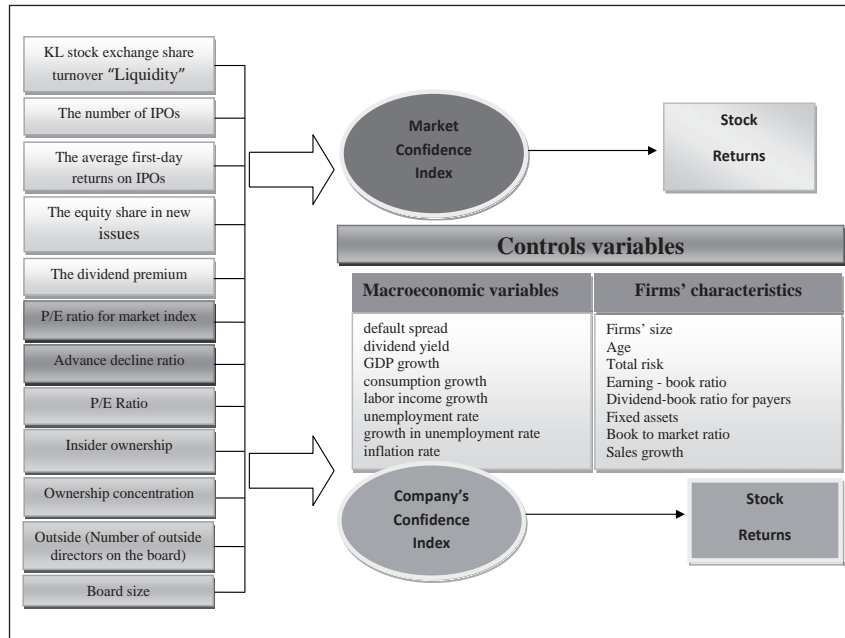 KL stock exchange share
turnover “Liquidity”
The number of IPOs
The average first-day
returns on IPOs
The equity share in new
issues
The dividend premium
P/E ratio for market index
Advance decline ratio
P/E Ratio
Insider ownership
Ownership concentration
Outside (Number of outside
directors on the board)
Board size
Market
Confidence
Index
Stock
Returns
Controls variables
Macroeconomic variables
default spread
dividend yield
GDP growth
consumption growth
labor income growth
unemployment rate
growth in unemployment rate
inflation rate
Firms’ characteristics
Firms’ size
Age
Total risk
Earning - book ratio
Dividend-book ratio for payers
Fixed assets
Book to market ratio
Sales growth
Company’s
Confidence
Index
Stock
Returns